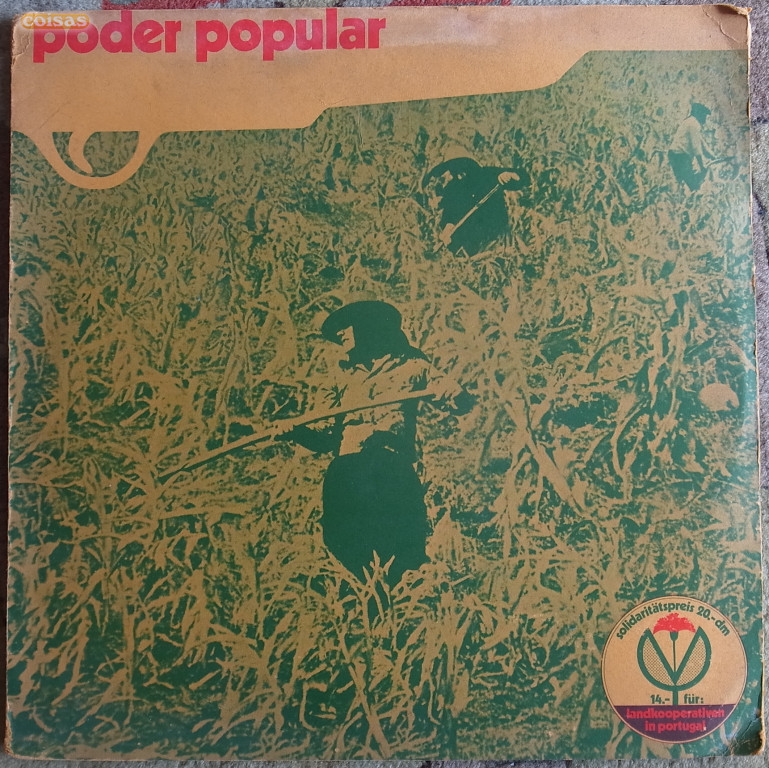 coisas
poder popular
solidaritätspreis 20.-dm
14.- für:
landkooperativen
in portugal